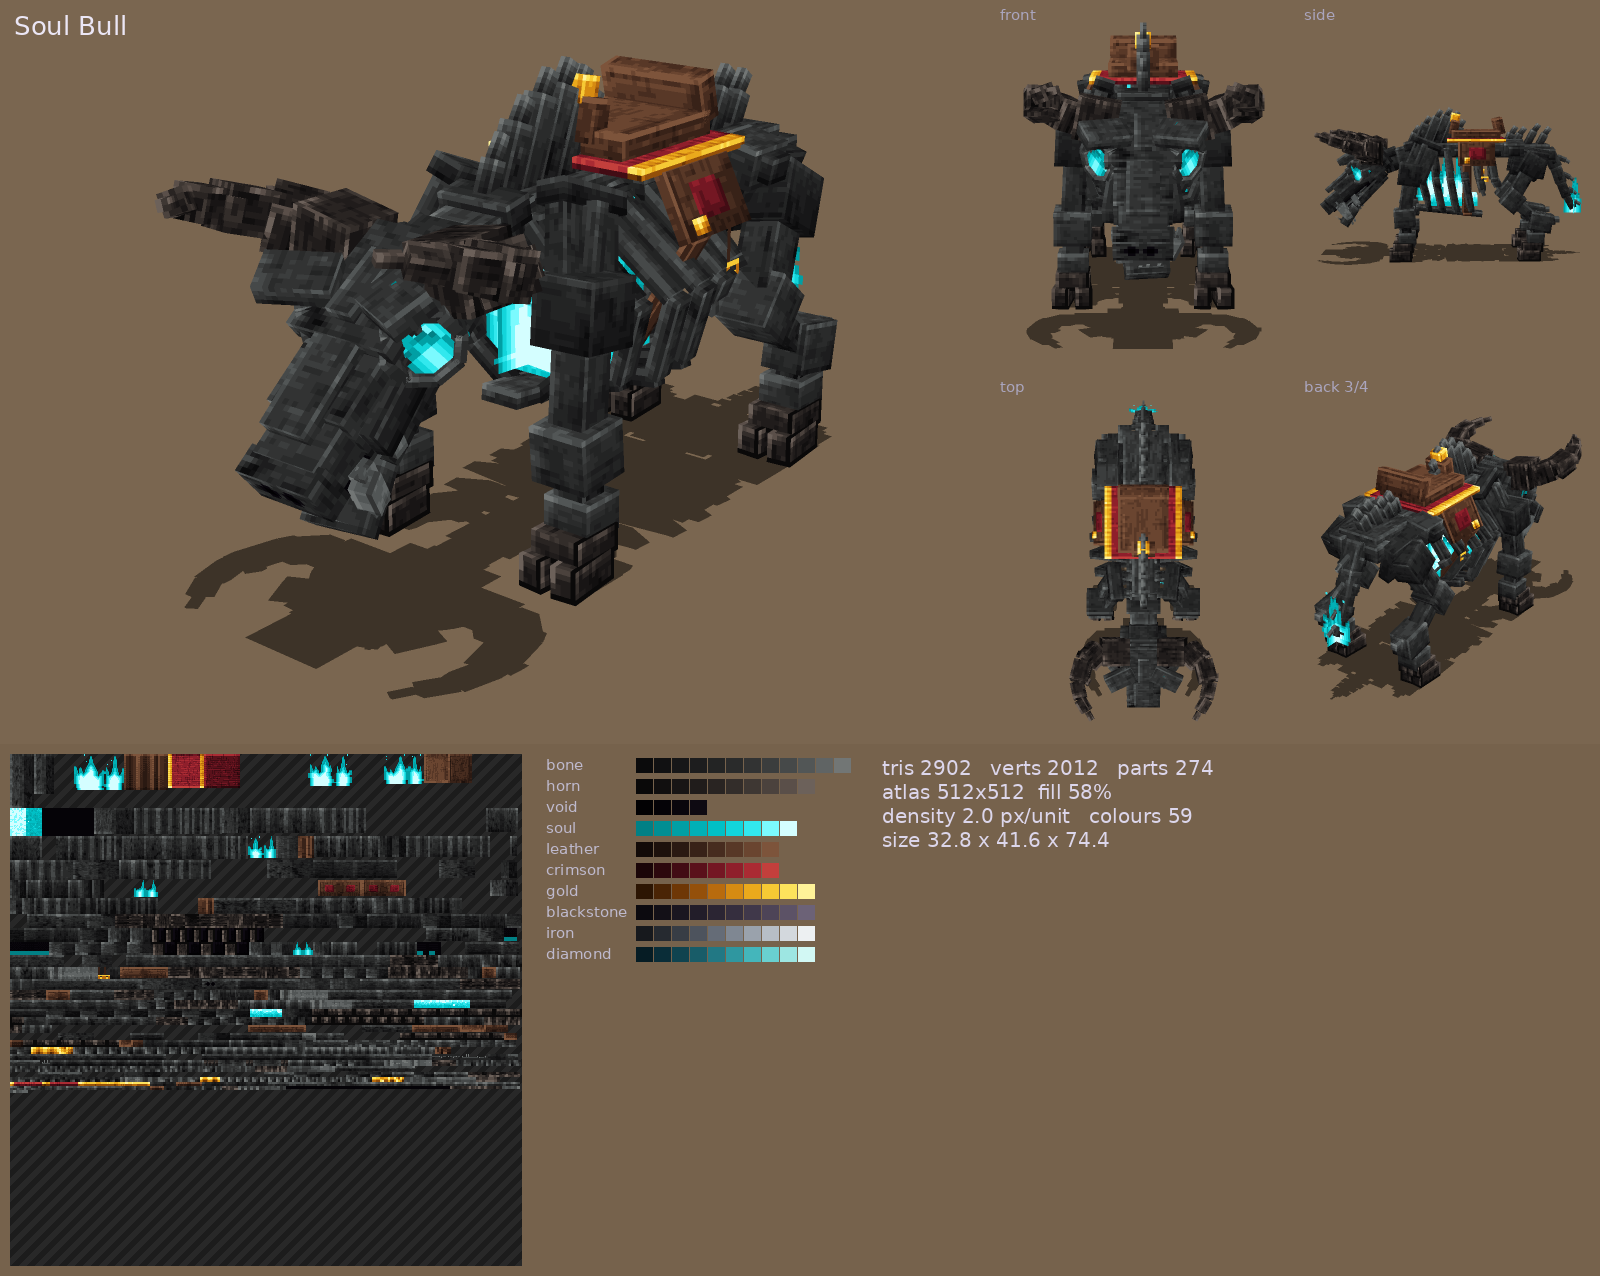 Soul Bull
front
side
top
back 3/4
bone
horn
void
soul
leather
crimson
gold
blackstone
iron
diamond
tris 2902   verts 2012   parts 274
atlas 512x512  fill 58%
density 2.0 px/unit   colours 59
size 32.8 x 41.6 x 74.4